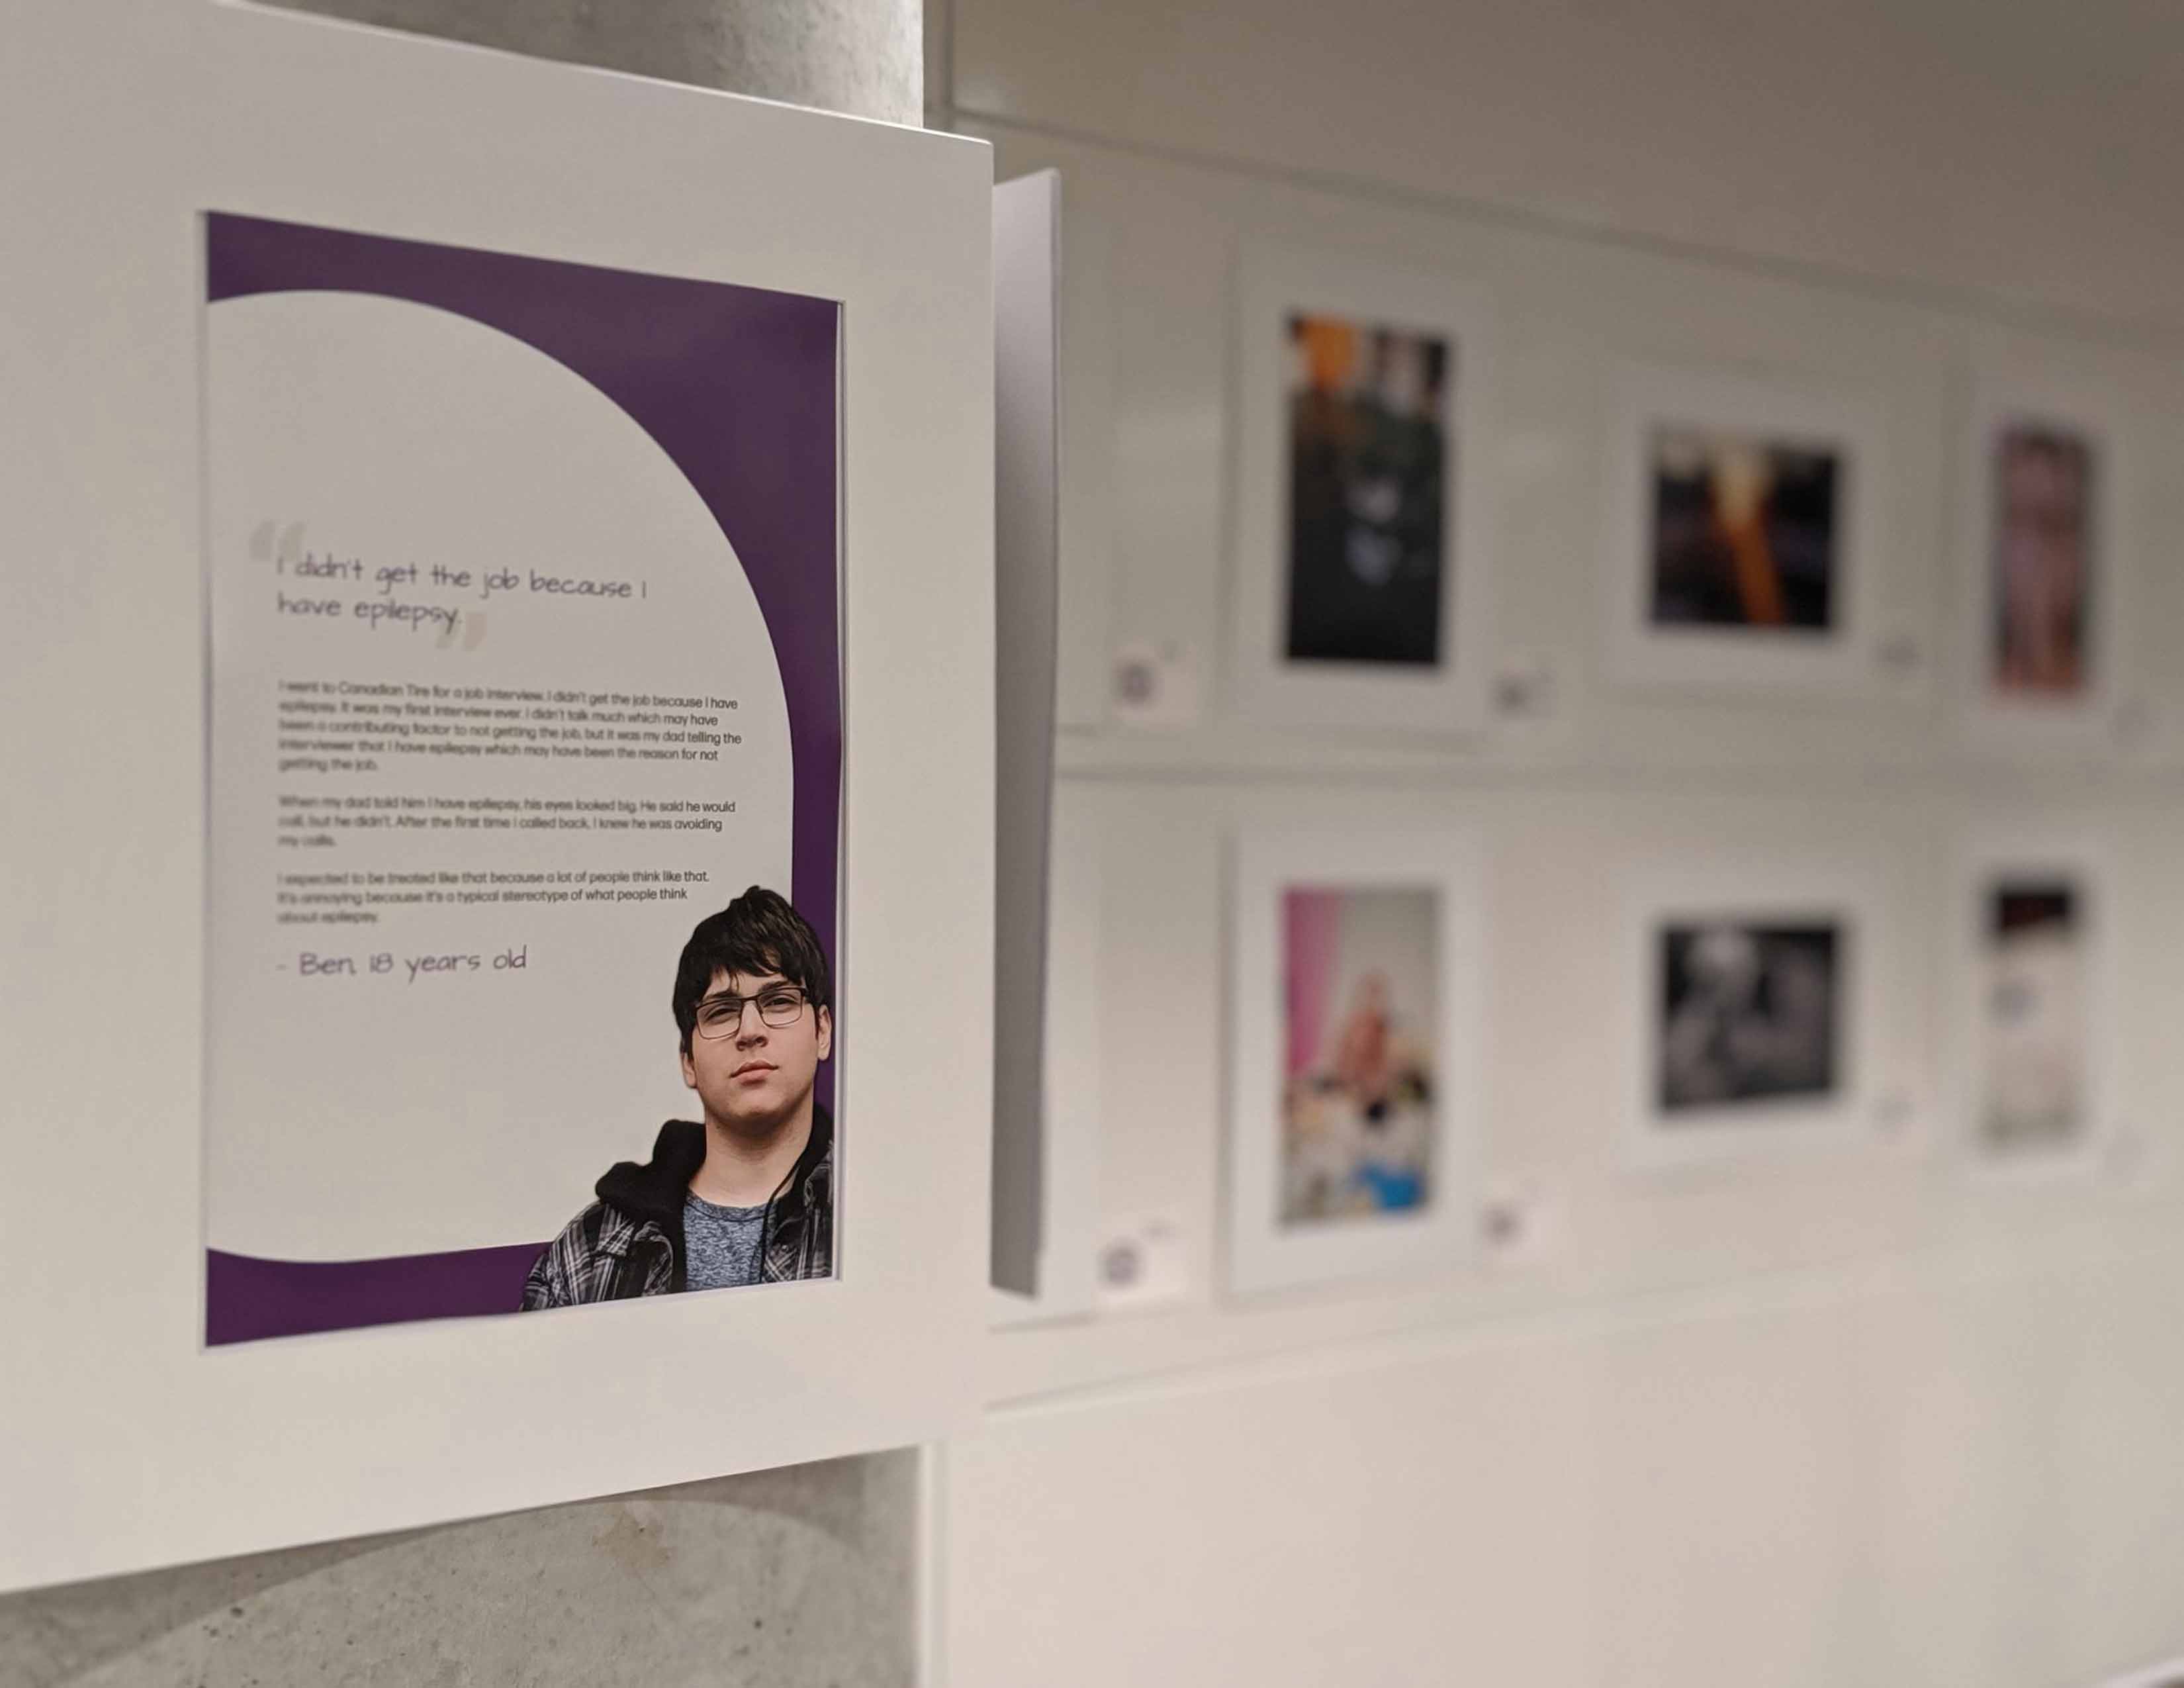 “I didn't get the job because I
have epilepsy.”
I went to Canadian Tire for a job interview. I didn't get the job because I have
epilepsy. It was my first interview ever. I didn't talk much which may have
been a contributing factor to not getting the job, but it was my dad telling the
interviewer that I have epilepsy which may have been the reason for not
getting the job.
When my dad told him I have epilepsy, his eyes looked big. He said he would
call, but he didn't. After the first time I called back, I knew he was avoiding
my calls.
I expected to be treated like that because a lot of people think like that.
It's annoying because it's a typical stereotype of what people think
about epilepsy.
- Ben, 18 years old